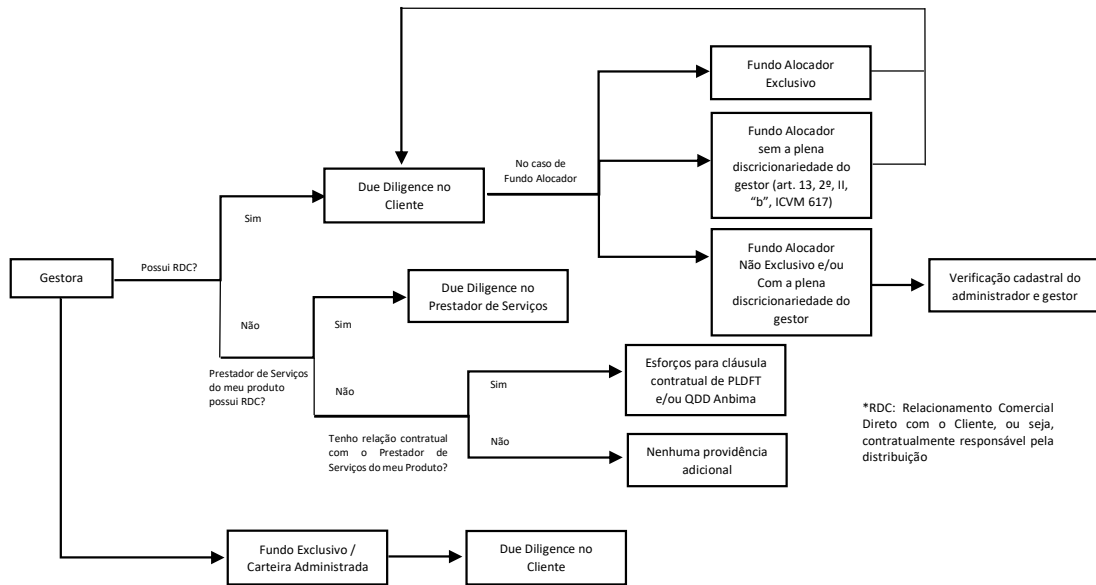 Fundo Alocador
Exclusivo
Fundo Alocador
sem a plena
discricionariedade do
gestor (art. 13, 2º, II,
“b”, ICVM 617)
No caso de
Fundo Alocador
Due Diligence no
Cliente
Sim
Fundo Alocador
Não Exclusivo e/ou
Com a plena
discricionariedade do
gestor
Verificação cadastral do
administrador e gestor
Gestora
Possui RDC?
Due Diligence no
Prestador de Serviços
Não
Sim
Prestador de Serviços
do meu produto
possui RDC?
Não
Sim
Esforços para cláusula
contratual de PLDFT
e/ou QDD Anbima
*RDC: Relacionamento Comercial
Direto com o Cliente, ou seja,
contratualmente responsável pela
distribuição
Tenho relação contratual
com o Prestador de
Serviços do meu Produto?
Não
Nenhuma providência
adicional
Fundo Exclusivo /
Carteira Administrada
Due Diligence no
Cliente